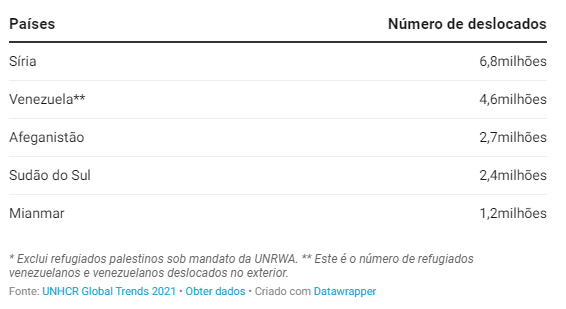 Países Número de deslocados
Síria 6,8milhões
Venezuela** 4,6milhões
Afeganistão 2,7milhões
Sudão do Sul 2,4milhões
Mianmar 1,2milhões
* Exclui refugiados palestinos sob mandato da UNRWA. ** Este é o número de refugiados
venezuelanos e venezuelanos deslocados no exterior.
Fonte: UNHCR Global Trends 2021 • Obter dados • Criado com Datawrapper